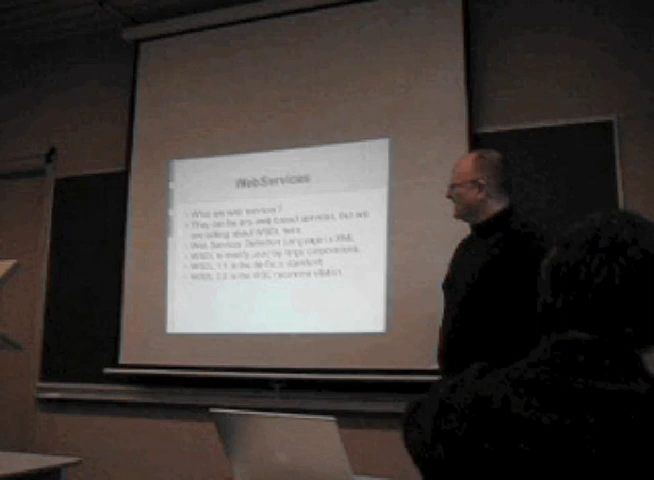 WebServices
- What are web services ?
- They can be any web based services, but we
are talking about WSDL here.
- Web Services Definition Language is XML
- WSDL is mostly used by large corporations.
- WSDL 1.1 is the de-facto standard
- WSDL 2.0 is the W3C